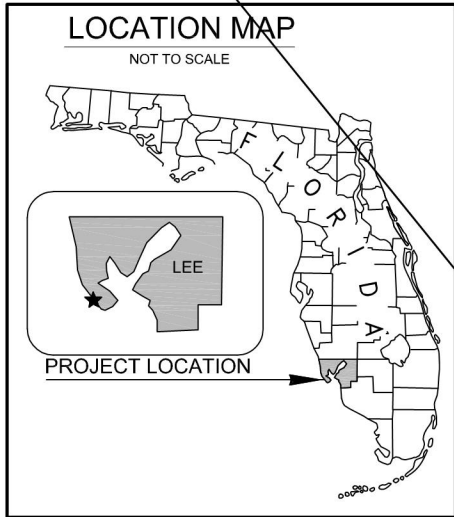 LOCATION MAP
NOT TO SCALE
FLORIDA
LEE
PROJECT LOCATION